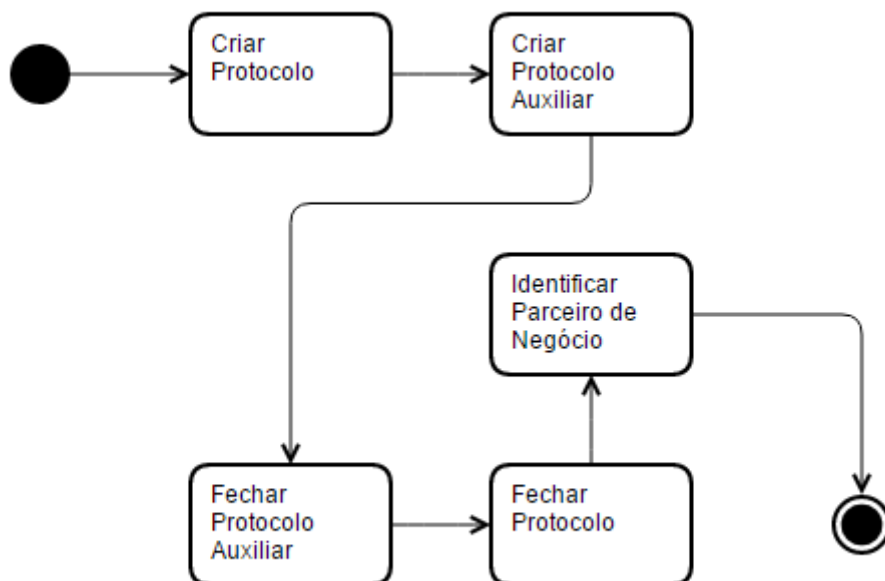 Criar
Protocolo
Criar
Protocolo
Auxiliar
Identificar
Parceiro de
Negócio
Fechar
Protocolo
Auxiliar
Fechar
Protocolo